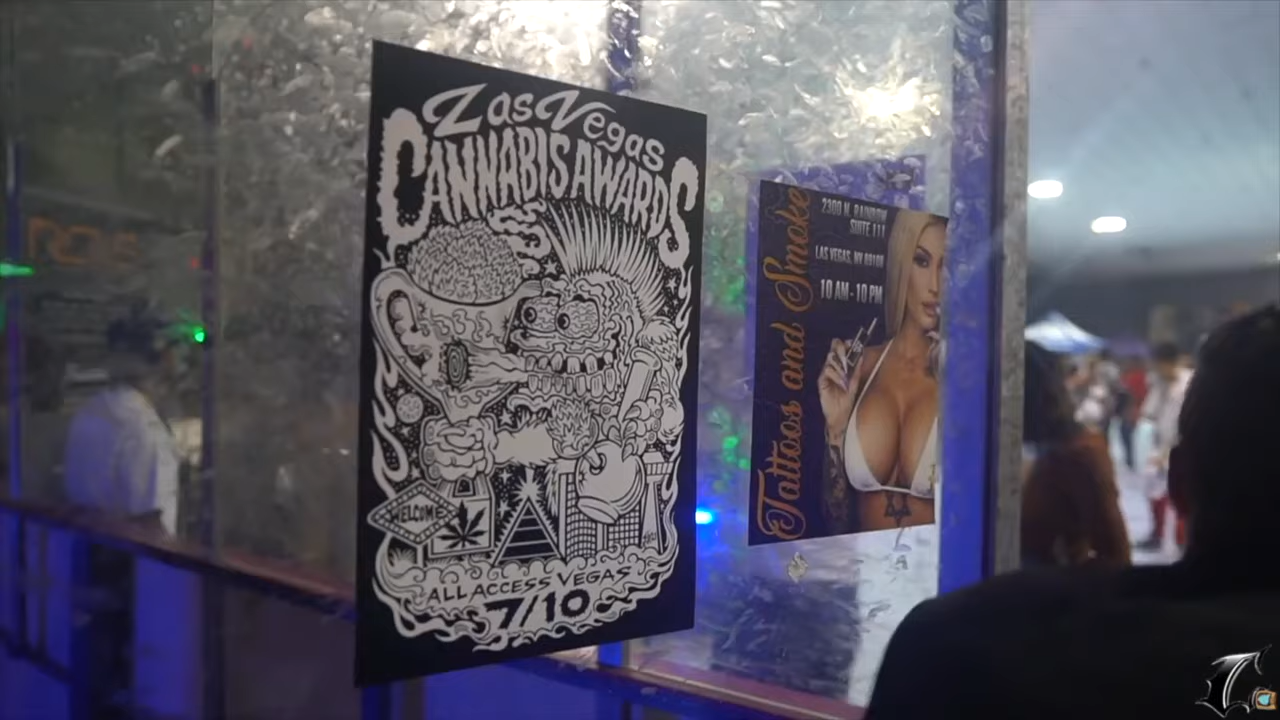 Zas Vegas
CANNABIS AWARDS
WELCOME
ALL ACCESS VEGAS
7/10
Tattoos and Smoke
2300 N. RAINBOW
SUITE 111
LAS VEGAS, NV 89108
10 AM - 10 PM